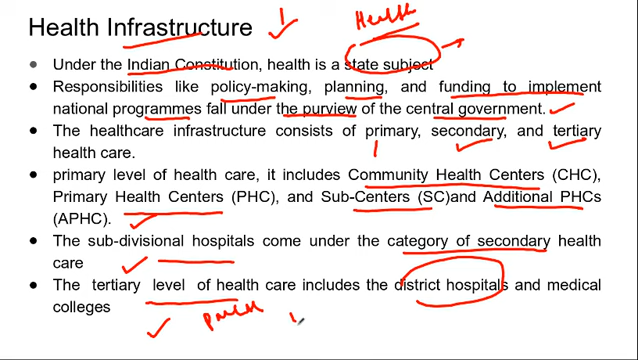 Health Infrastructure
Health
Under the Indian Constitution, health is a state subject
Responsibilities like policy-making, planning, and funding to implement
national programmes fall under the purview of the central government.
The healthcare infrastructure consists of primary, secondary, and tertiary
health care.
primary level of health care, it includes Community Health Centers (CHC),
Primary Health Centers (PHC), and Sub-Centers (SC)and Additional PHCs
(APHC).
The sub-divisional hospitals come under the category of secondary health
care
The tertiary level of health care includes the district hospitals and medical
colleges
PMCH